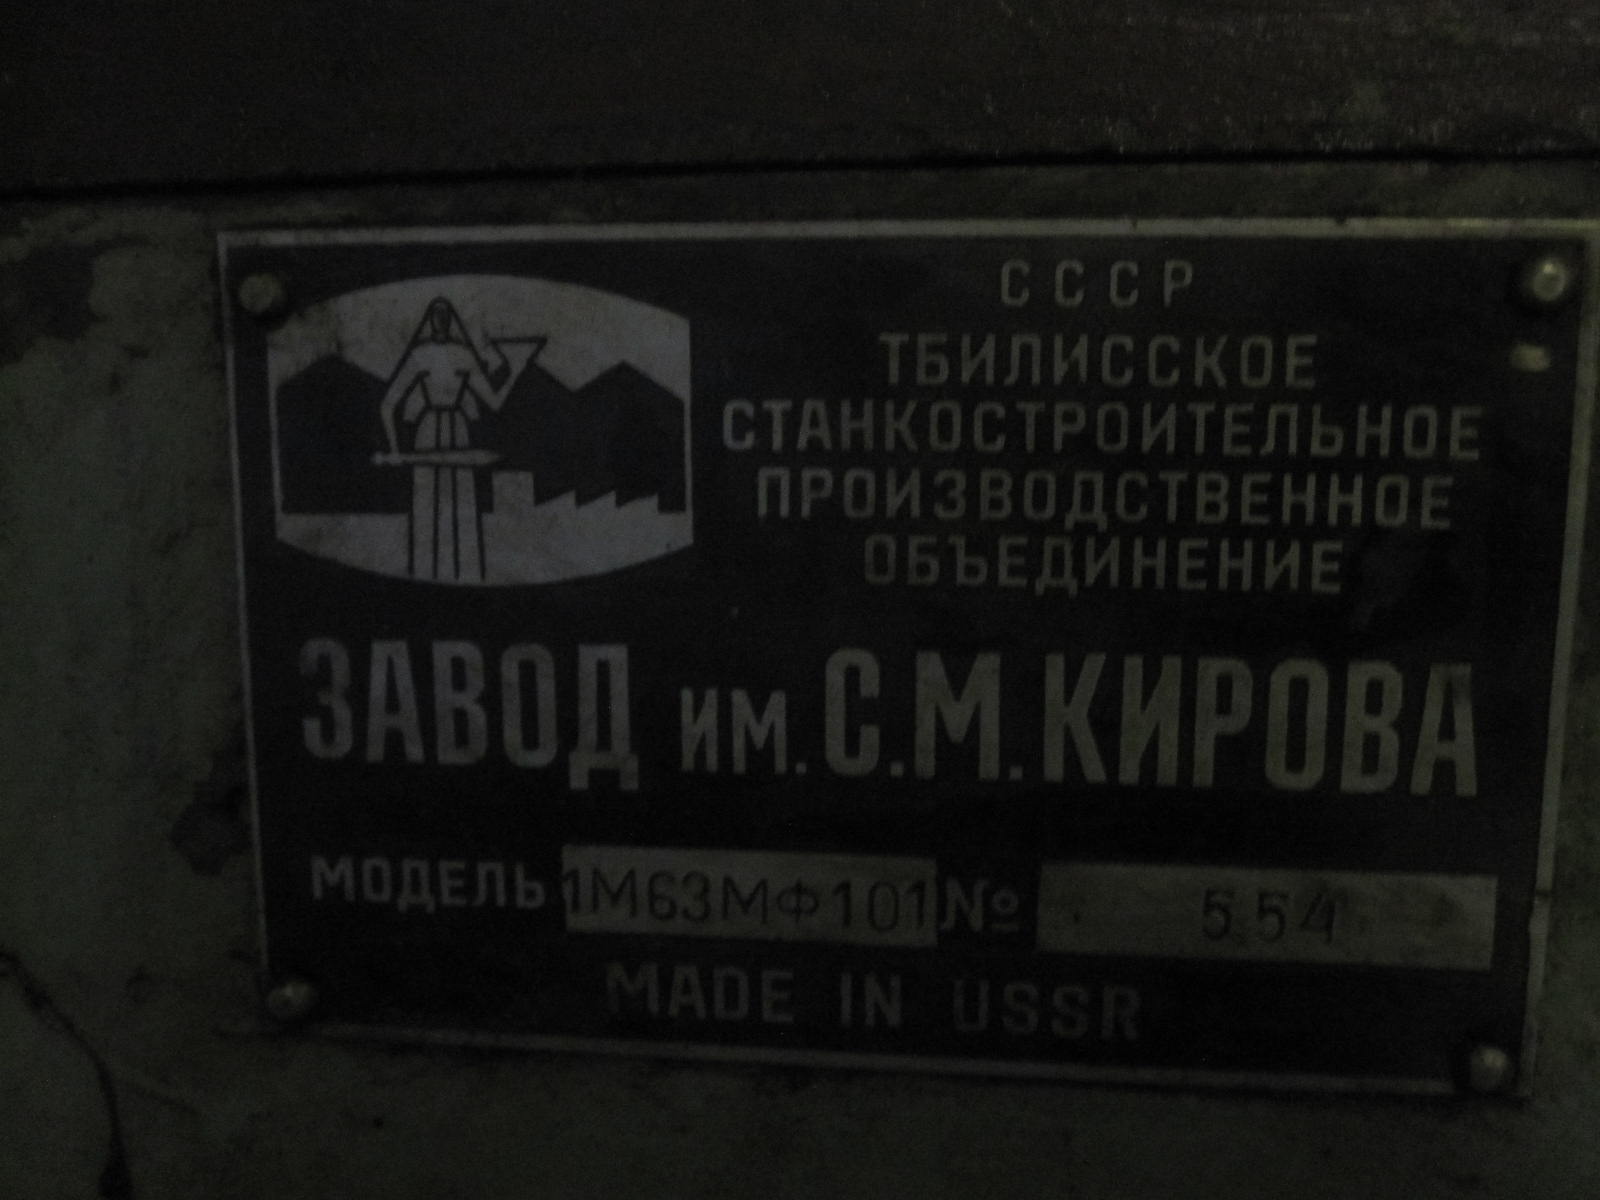 СССР
ТБИЛИССКОЕ
СТАНКОСТРОИТЕЛЬНОЕ
ПРОИЗВОДСТВЕННОЕ
ОБЪЕДИНЕНИЕ
ЗАВОД им. С.М.КИРОВА
МОДЕЛЬ 1М63МФ101 № 554
MADE IN USSR